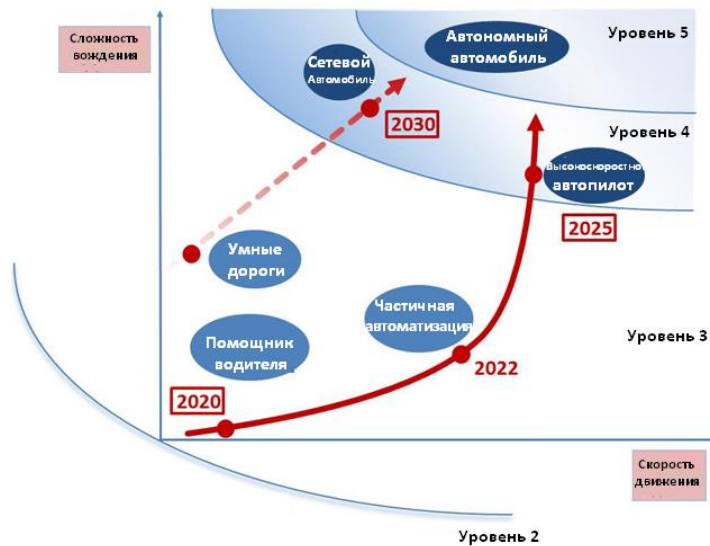 Сложность
вождения
Автономный
автомобиль
Уровень 5
Сетевой
Автомобиль
2030
Уровень 4
автопилот
2025
Умные
дороги
Частичная
автоматизация
Помощник
водителя
Уровень 3
2022
2020
Скорость
движения
Уровень 2